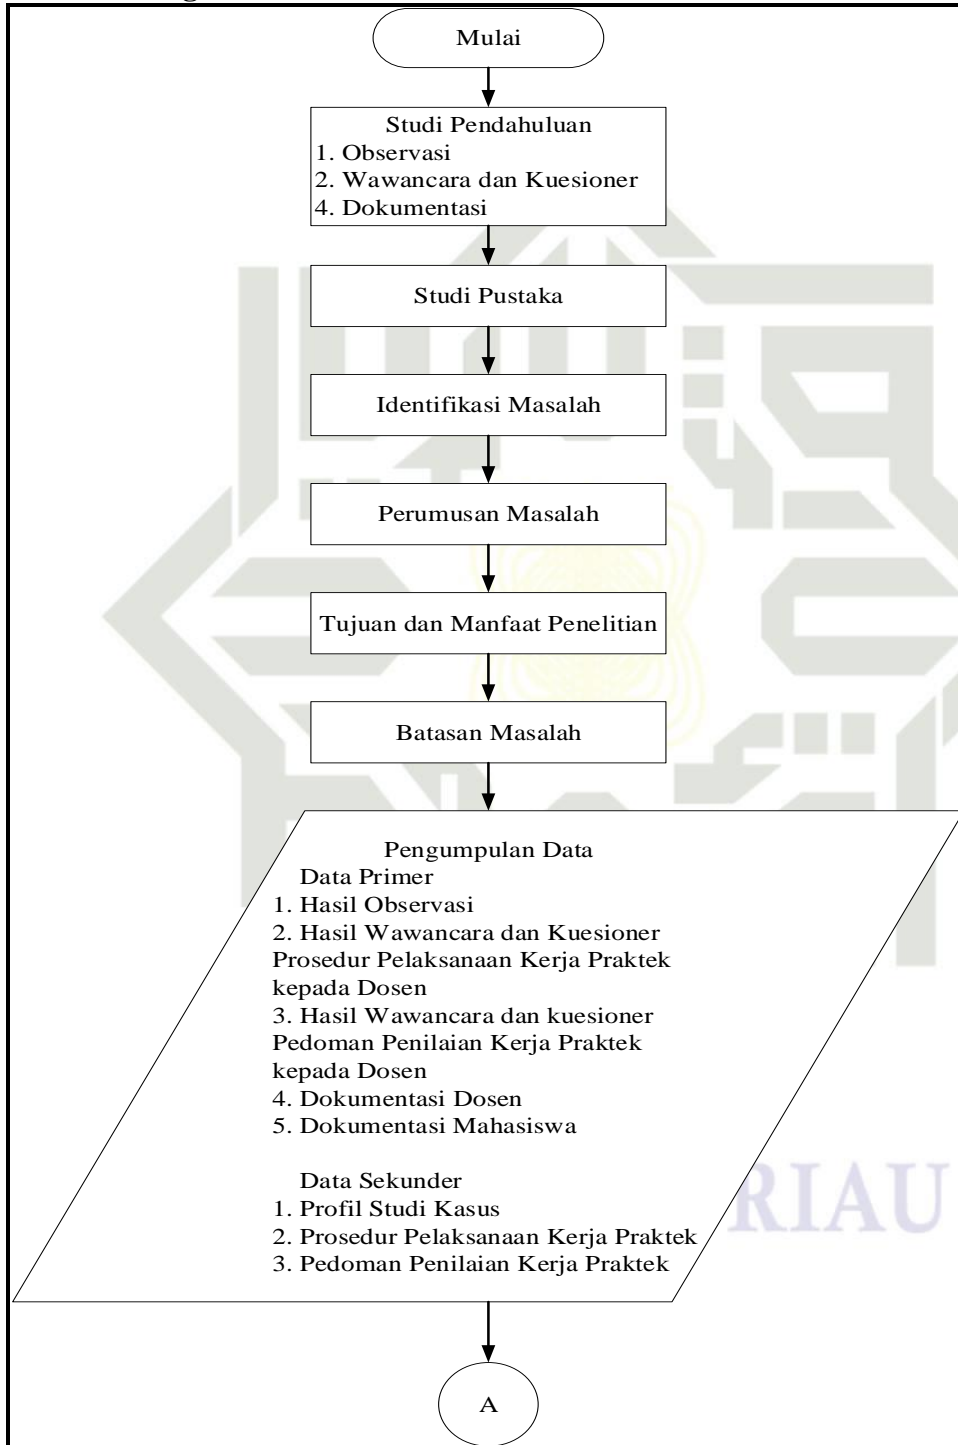 Mulai
Studi Pendahuluan
1. Observasi
2. Wawancara dan Kuesioner
4. Dokumentasi
Studi Pustaka
Identifikasi Masalah
Perumusan Masalah
Tujuan dan Manfaat Penelitian
Batasan Masalah
Pengumpulan Data
Data Primer
1. Hasil Observasi
2. Hasil Wawancara dan Kuesioner
Prosedur Pelaksanaan Kerja Praktek
kepada Dosen
3. Hasil Wawancara dan kuesioner
Pedoman Penilaian Kerja Praktek
kepada Dosen
4. Dokumentasi Dosen
5. Dokumentasi Mahasiswa
Data Sekunder
1. Profil Studi Kasus
2. Prosedur Pelaksanaan Kerja Praktek
3. Pedoman Penilaian Kerja Praktek
RIAU
A